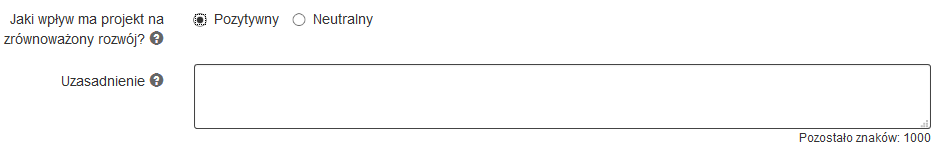 Jaki wpływ ma projekt na
zrównoważony rozwój? ?
Pozytywny Neutralny
Uzasadnienie ?
Pozostało znaków: 1000